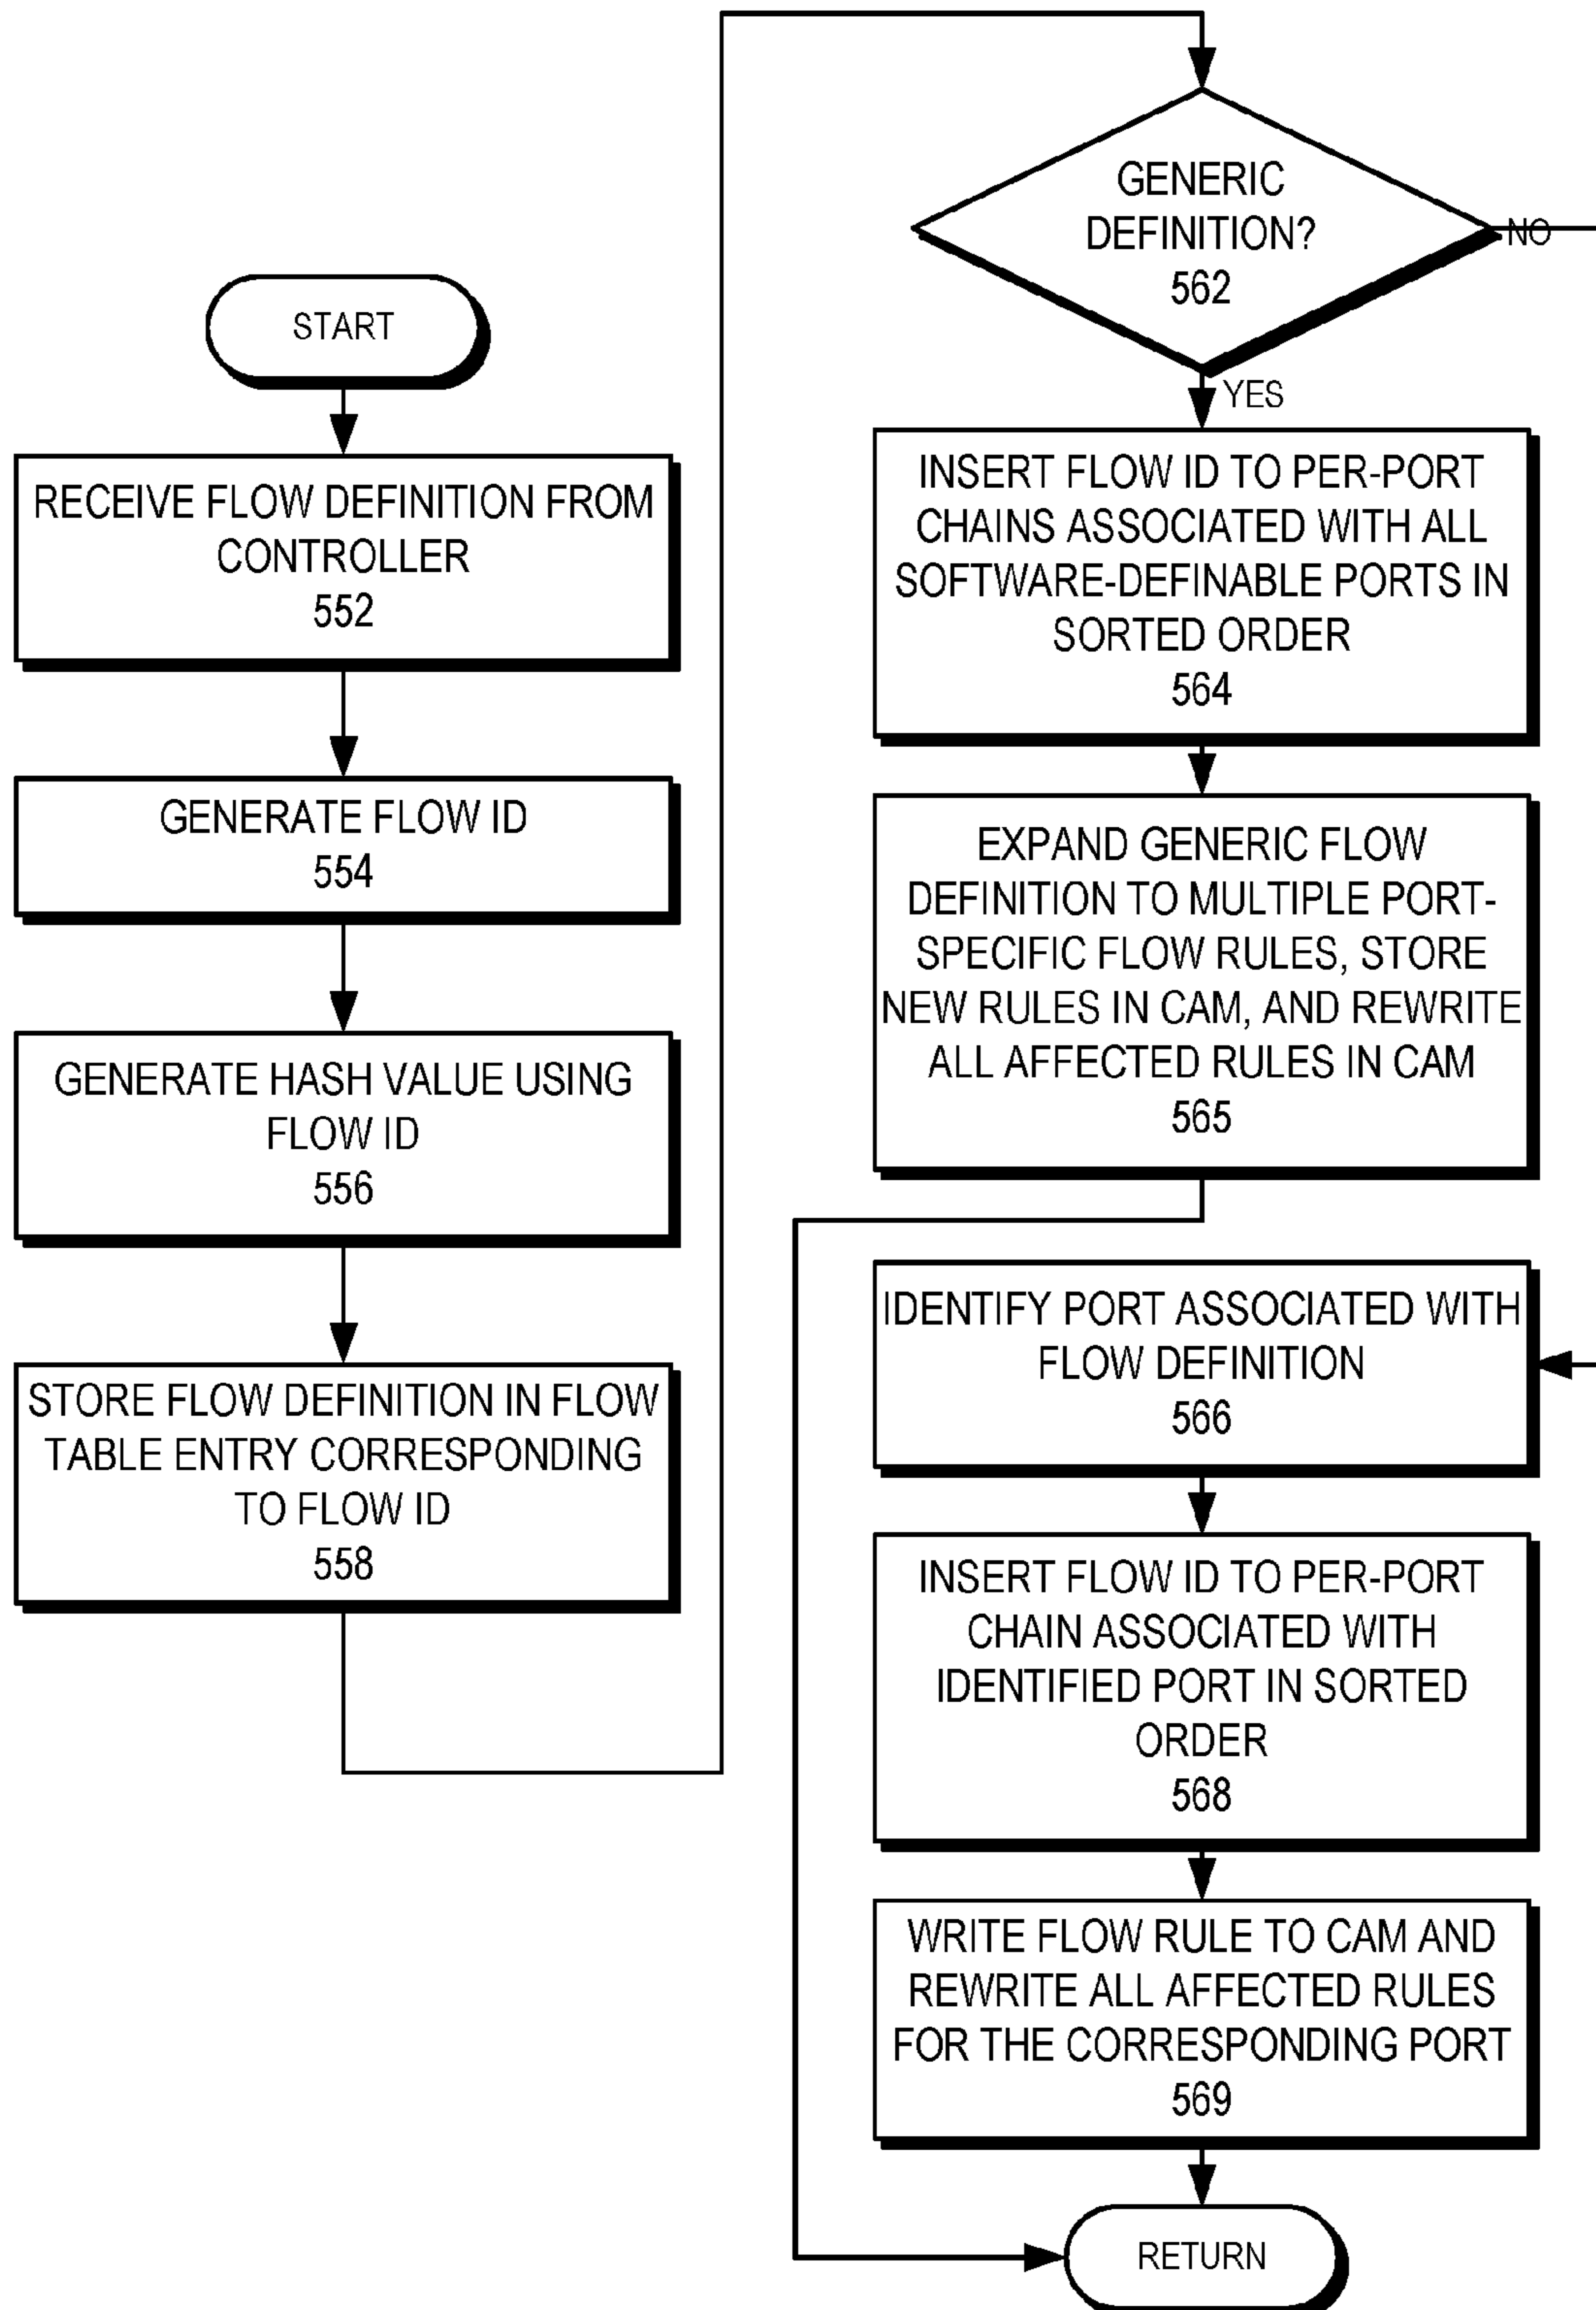 START
RECEIVE FLOW DEFINITION FROM
CONTROLLER
552
GENERATE FLOW ID
554
GENERATE HASH VALUE USING
FLOW ID
556
STORE FLOW DEFINITION IN FLOW
TABLE ENTRY CORRESPONDING
TO FLOW ID
558
GENERIC
DEFINITION?
562
NO
YES
INSERT FLOW ID TO PER-PORT
CHAINS ASSOCIATED WITH ALL
SOFTWARE-DEFINABLE PORTS IN
SORTED ORDER
564
EXPAND GENERIC FLOW
DEFINITION TO MULTIPLE PORT-
SPECIFIC FLOW RULES, STORE
NEW RULES IN CAM, AND REWRITE
ALL AFFECTED RULES IN CAM
565
IDENTIFY PORT ASSOCIATED WITH
FLOW DEFINITION
566
INSERT FLOW ID TO PER-PORT
CHAIN ASSOCIATED WITH
IDENTIFIED PORT IN SORTED
ORDER
568
WRITE FLOW RULE TO CAM AND
REWRITE ALL AFFECTED RULES
FOR THE CORRESPONDING PORT
569
RETURN